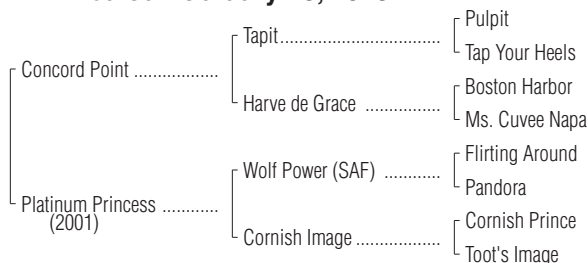 Pulpit
Tapit
Tap Your Heels
Concord Point
Boston Harbor
Harve de Grace
Ms. Cuvee Napa
Flirting Around
Wolf Power (SAF)
Pandora
Platinum Princess
(2001)
Cornish Prince
Cornish Image
Toot's Image